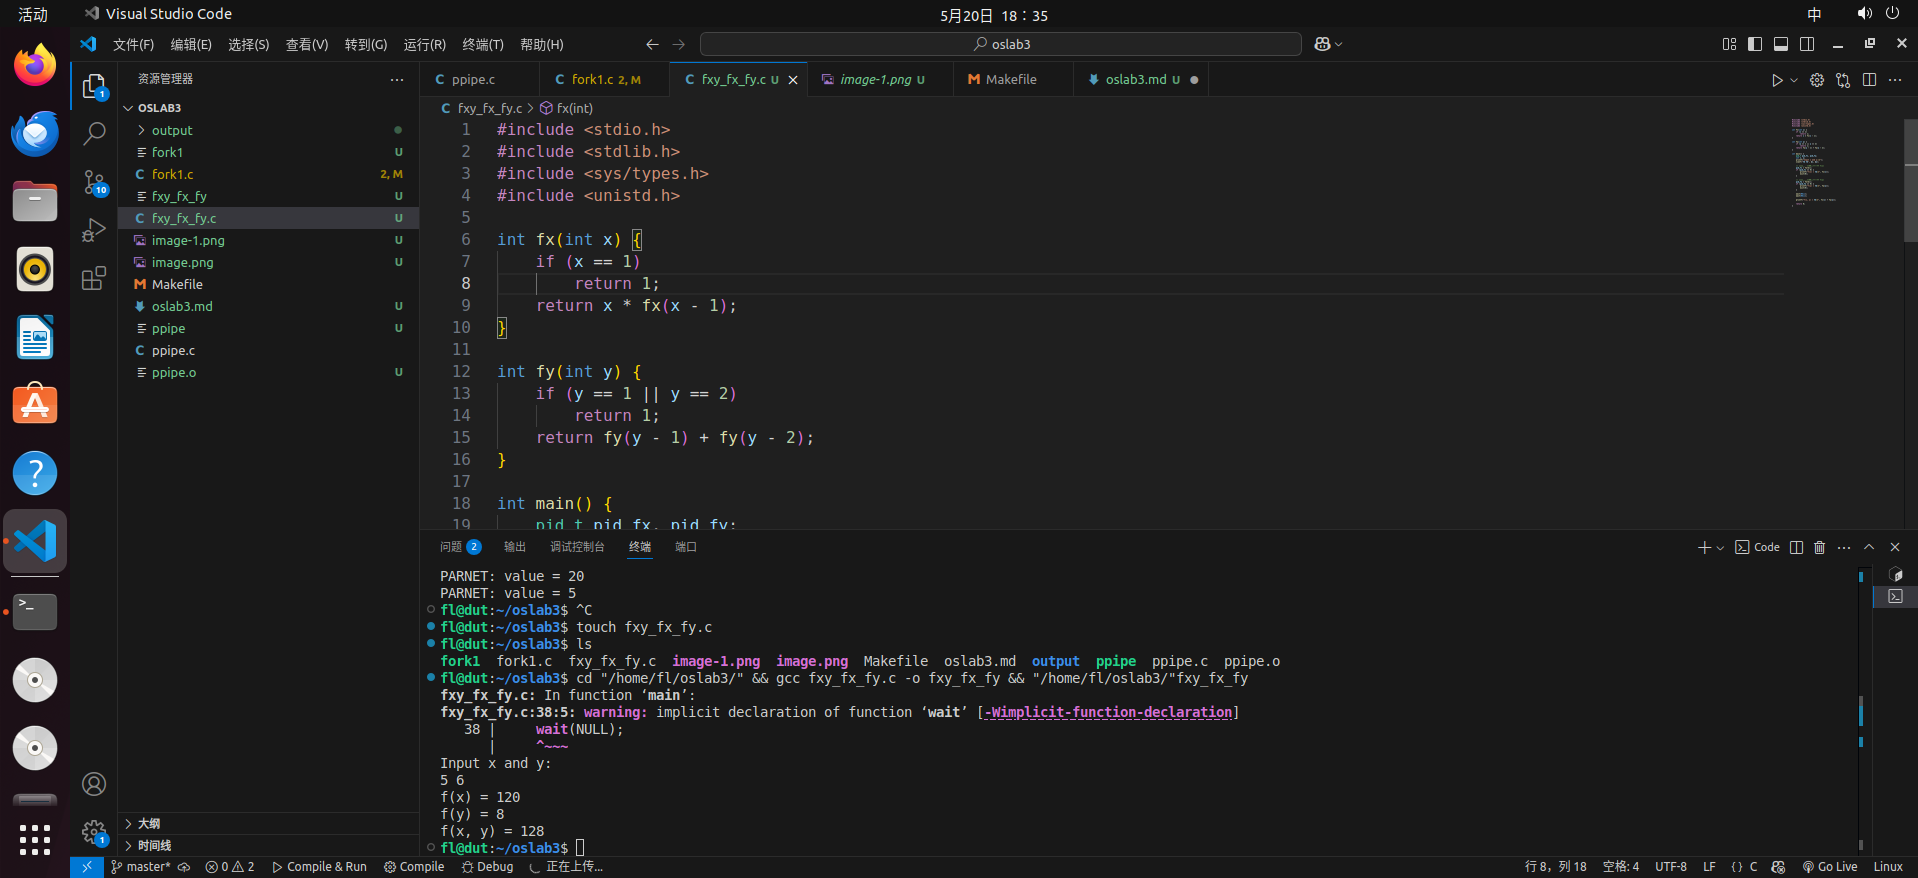 活动
Visual Studio Code
5月20日 18：35
中
文件(F) 编辑(E) 选择(S) 查看(V) 转到(G) 运行(R) 终端(T) 帮助(H)
oslab3
资源管理器
ppipe.c
fork1.c 2, M
fxy_fx_fy.c U
image-1.png U
Makefile
oslab3.md U
fxy_fx_fy.c > fx(int)
OSLAB3
output
fork1 U
fork1.c 2, M
fxy_fx_fy U
fxy_fx_fy.c U
image-1.png U
image.png U
Makefile
oslab3.md U
ppipe U
ppipe.c
ppipe.o U
大纲
时间线
1
10
1
1 #include <stdio.h>
2 #include <stdlib.h>
3 #include <sys/types.h>
4 #include <unistd.h>
5
6 int fx(int x) {
7 if (x == 1)
8 return 1;
9 return x * fx(x - 1);
10 }
11
12 int fy(int y) {
13 if (y == 1 || y == 2)
14 return 1;
15 return fy(y - 1) + fy(y - 2);
16 }
17
18 int main() {
19 pid_t pid_fx, pid_fy;
问题 2 输出 调试控制台 终端 端口
Code
PARNET: value = 20
PARNET: value = 5
fl@dut:~/oslab3$ ^C
fl@dut:~/oslab3$ touch fxy_fx_fy.c
fl@dut:~/oslab3$ ls
fork1 fork1.c fxy_fx_fy.c image-1.png image.png Makefile oslab3.md output ppipe ppipe.c ppipe.o
fl@dut:~/oslab3$ cd "/home/fl/oslab3/" && gcc fxy_fx_fy.c -o fxy_fx_fy && "/home/fl/oslab3/"fxy_fx_fy
fxy_fx_fy.c: In function ‘main’:
fxy_fx_fy.c:38:5: warning: implicit declaration of function ‘wait’ [-Wimplicit-function-declaration]
38 | wait(NULL);
| ^~~~
Input x and y:
5 6
f(x) = 120
f(y) = 8
f(x, y) = 128
fl@dut:~/oslab3$
master* 0 2 Compile & Run Compile Debug 正在上传... 行 8，列 18 空格: 4 UTF-8 LF {} C Go Live Linux